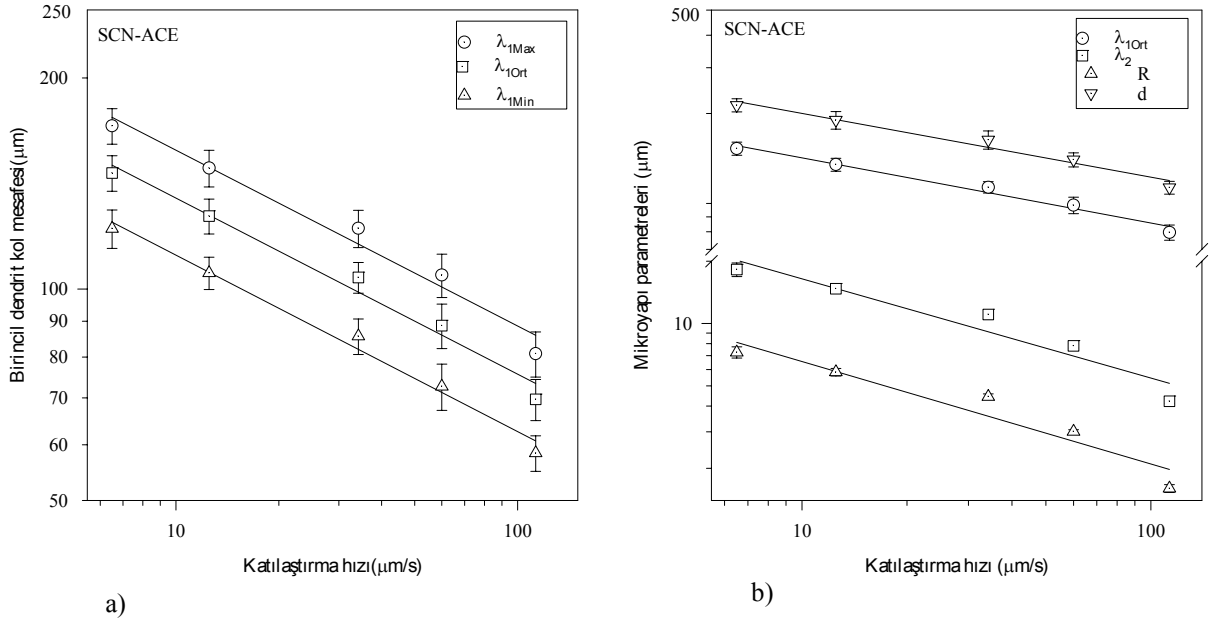 250
200
100
90
80
70
60
50
SCN-ACE
λ1Max
λ1Ort
λ1Min
Birincil dendrit kol mesafesi(μm)
10
100
Katılaştırma hızı(μm/s)
a)
500
10
SCN-ACE
λ1Ort
λ2
R
d
Mikroyapı parametreleri (μm)
10
100
Katılaştırma hızı (μm/s)
b)